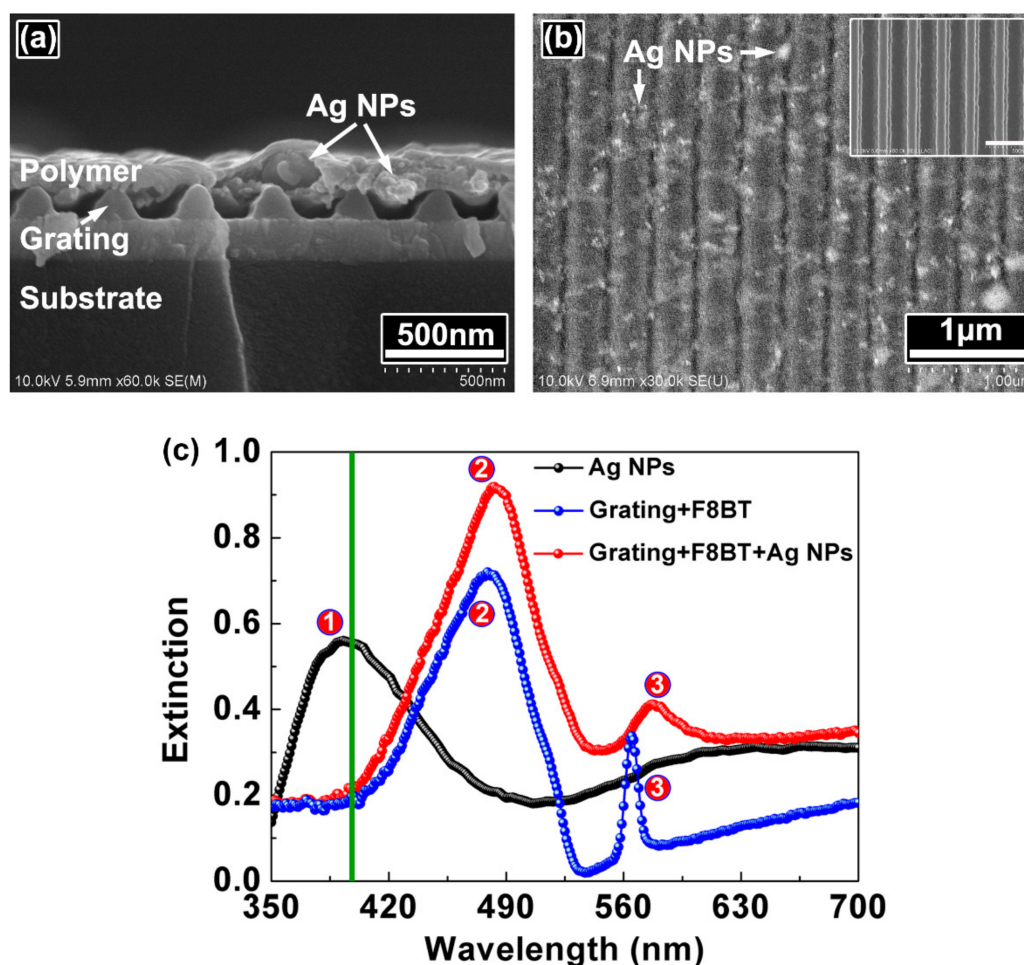 (a)
Ag NPs
Polymer
Grating
Substrate
500nm
10.0kV 5.9mm x60.0k SE(M)
500nm
(b)
Ag NPs
1μm
10.0kV 6.9mm x30.0k SE(U)
1.00um
(c)
1.0
0.8
0.6
0.4
0.2
0.0
Extinction
350
420
490
560
630
700
Wavelength (nm)
Ag NPs
Grating+F8BT
Grating+F8BT+Ag NPs
1
2
2
3
3